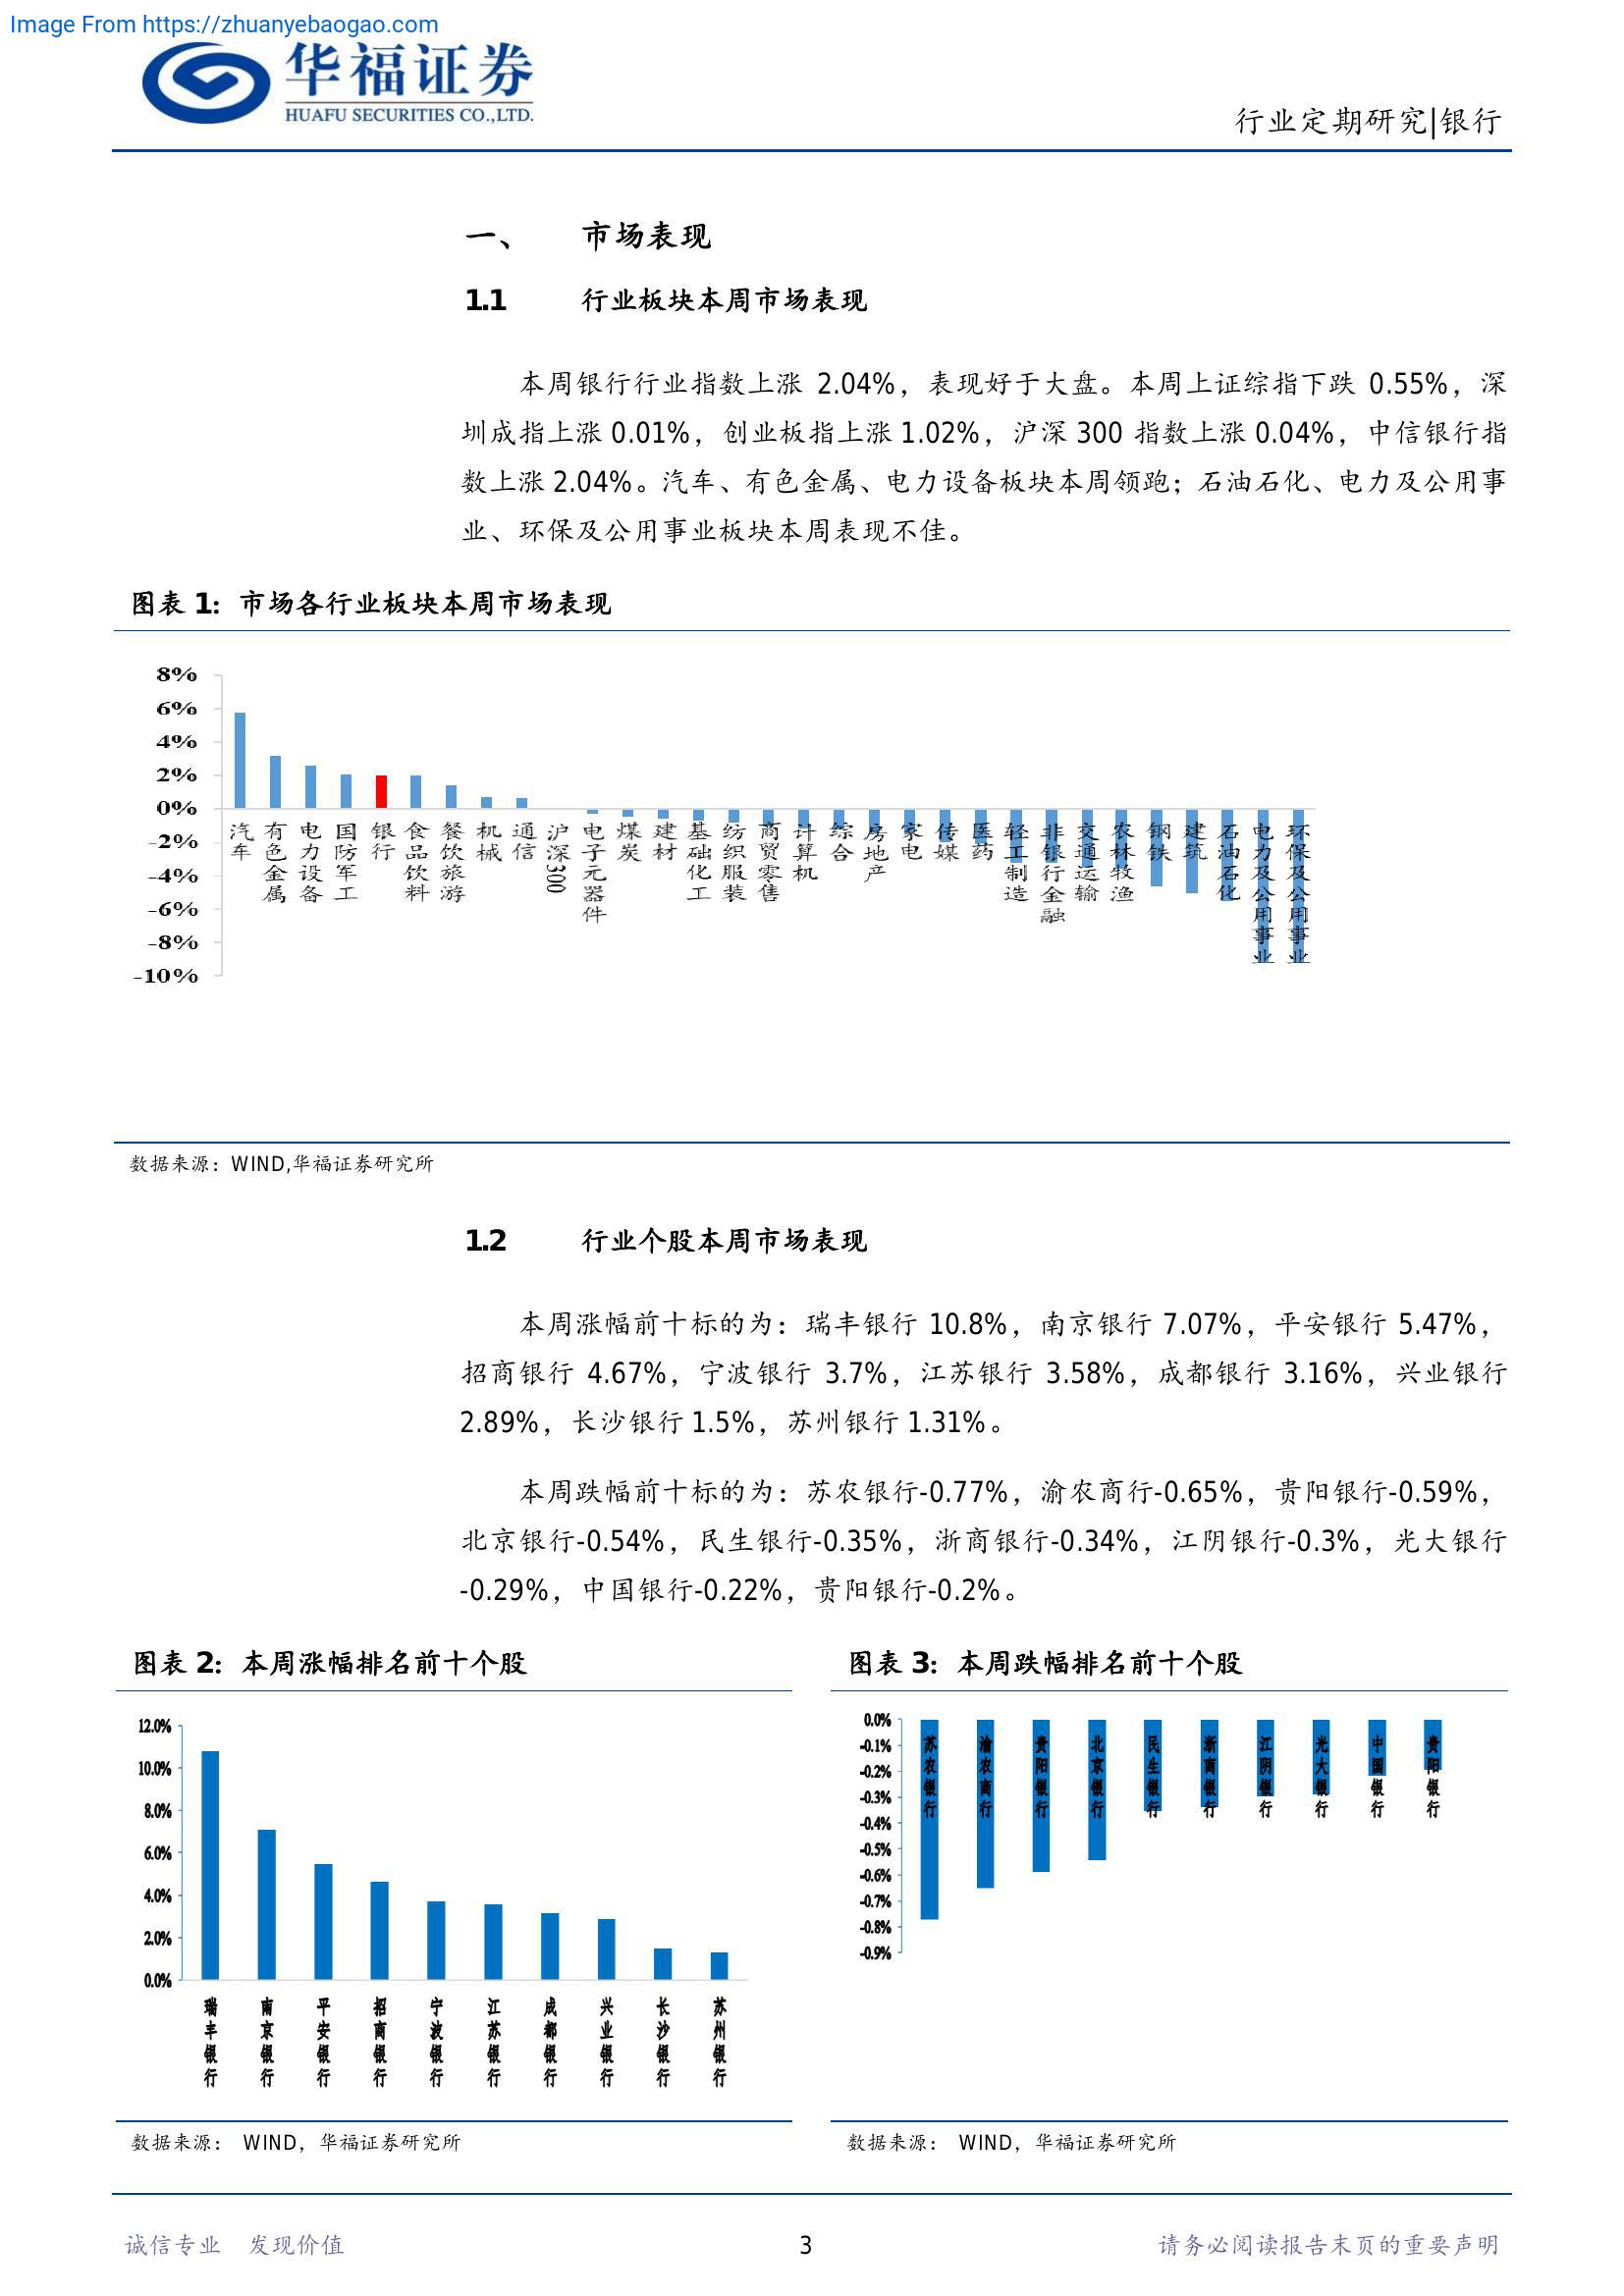 Image From https://zhuanyebaogao.com
华福证券
HUAFU SECURITIES CO.,LTD.
行业定期研究|银行
一、 市场表现
1.1 行业板块本周市场表现
本周银行行业指数上涨 2.04%，表现好于大盘。本周上证综指下跌 0.55%，深
圳成指上涨 0.01%，创业板指上涨 1.02%，沪深 300 指数上涨 0.04%，中信银行指
数上涨 2.04%。汽车、有色金属、电力设备板块本周领跑；石油石化、电力及公用事
业、环保及公用事业板块本周表现不佳。
图表 1：市场各行业板块本周市场表现
8%
6%
4%
2%
0%
-2%
-4%
-6%
-8%
-10%
汽车
有色金属
电力设备
国防军工
银行
食品饮料
餐饮旅游
机械
通信
沪深300
电子元器件
煤炭
建材
基础化工
纺织服装
商贸零售
计算机
综合
房地产
家电
传媒
医药
轻工制造
非银行金融
交通运输
农林牧渔
钢铁
建筑
石油石化
电力及公用事业
环保及公用事业
数据来源：WIND,华福证券研究所
1.2 行业个股本周市场表现
本周涨幅前十标的为：瑞丰银行 10.8%，南京银行 7.07%，平安银行 5.47%，
招商银行 4.67%，宁波银行 3.7%，江苏银行 3.58%，成都银行 3.16%，兴业银行
2.89%，长沙银行 1.5%，苏州银行 1.31%。
本周跌幅前十标的为：苏农银行-0.77%，渝农商行-0.65%，贵阳银行-0.59%，
北京银行-0.54%，民生银行-0.35%，浙商银行-0.34%，江阴银行-0.3%，光大银行
-0.29%，中国银行-0.22%，贵阳银行-0.2%。
图表 2：本周涨幅排名前十个股
12.0%
10.0%
8.0%
6.0%
4.0%
2.0%
0.0%
瑞丰银行
南京银行
平安银行
招商银行
宁波银行
江苏银行
成都银行
兴业银行
长沙银行
苏州银行
数据来源： WIND，华福证券研究所
图表 3：本周跌幅排名前十个股
0.0%
-0.1%
-0.2%
-0.3%
-0.4%
-0.5%
-0.6%
-0.7%
-0.8%
-0.9%
苏农银行
渝农商行
贵阳银行
北京银行
民生银行
浙商银行
江阴银行
光大银行
中国银行
贵阳银行
数据来源： WIND，华福证券研究所
诚信专业 发现价值
3
请务必阅读报告末页的重要声明